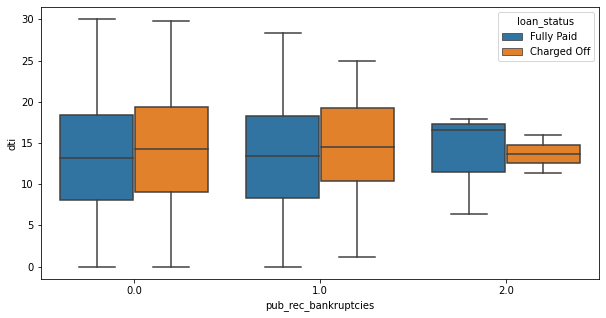 loan_status
Fully Paid
Charged Off
30
25
20
15
10
5
0
dti
0.0 1.0 2.0
pub_rec_bankruptcies